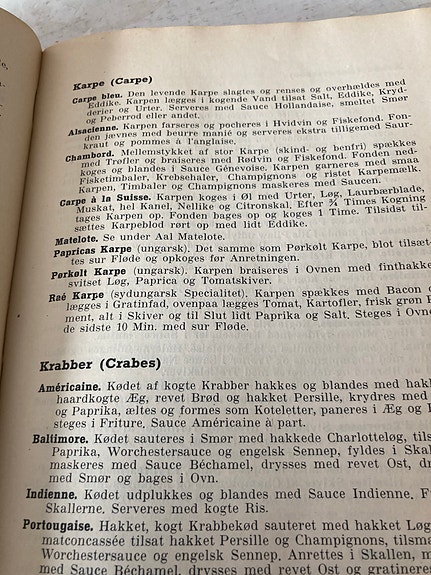 Karpe (Carpe)
Carpe bleu. Den levende Karpe slagtes og renses og overhældes med
Eddike. Karpen lægges i kogende Vand tilsat Salt, Eddike, Kryd-
derier og Urter. Serveres med Sauce Hollandaise, smeltet Smør
og Peberrod eller andet.
Alsacienne. Karpen farseres og pocheres i Hvidvin og Fiskefond. Fon-
den jævnes med beurre manié og serveres ekstra tilligemed Saur-
kraut og pommes à l'anglaise.
Chambord. Mellemstykket af stor Karpe (skind- og benfri) spækkes
med Trøfler og braiseres med Rødvin og Fiskefond. Fonden ned-
koges og blandes i Sauce Génevoise. Karpen garneres med smaa
Fisketimbaler, Krebshaler, Champignons og ristet Karpemælk.
Karpen, Timbaler og Champignons maskeres med Saucen.
Carpe à la Suisse. Karpen koges i Øl med Urter, Løg, Laurbærblade,
Muskat, hel Kanel, Nellike og Citronskal, Efter ¾ Times Kogning
tages Karpen op. Fonden bages op og koges 1 Time. Tilsidst til-
sættes Karpeblod rørt op med lidt Eddike.
Matelote. Se under Aal Matelote.
Papricas Karpe (ungarsk). Det samme som Pørkølt Karpe, blot tilsæt-
tes sur Fløde og opkoges før Anretningen.
Pørkølt Karpe (ungarsk). Karpen braiseres i Ovnen med finthakke
svitset Løg, Paprica og Tomatskiver.
Raé Karpe (sydungarsk Specialitet). Karpen spækkes med Bacon o
lægges i Gratinfad, ovenpaa lægges Tomat, Kartofler, frisk grøn P
ment, alt i Skiver og til Slut lidt Paprika og Salt. Steges i Ovne
de sidste 10 Min. med sur Fløde.
Krabber (Crabes)
Américaine. Kødet af kogte Krabber hakkes og blandes med hakk
haardkogte Æg, revet Brød og hakket Persille, krydres med
og Paprika, æltes og formes som Koteletter, paneres i Æg og
steges i Friture. Sauce Américaine à part.
Baltimore. Kødet sauteres i Smør med hakkede Charlotteløg, tils
Paprika, Worchestersauce og engelsk Sennep, fyldes i Skal
maskeres med Sauce Béchamel, drysses med revet Ost, dr
med Smør og bages i Ovn.
Indienne. Kødet udplukkes og blandes med Sauce Indienne. F
Skallerne. Serveres med kogte Ris.
Portougaise. Hakket, kogt Krabbekød sauteret med hakket Løg
matconcassée tilsat hakket Persille og Champignons, tilsma
Worchestersauce og engelsk Sennep. Anrettes i Skallen, m
med Sauce Béchamel, drysses med revet Ost og gratineres